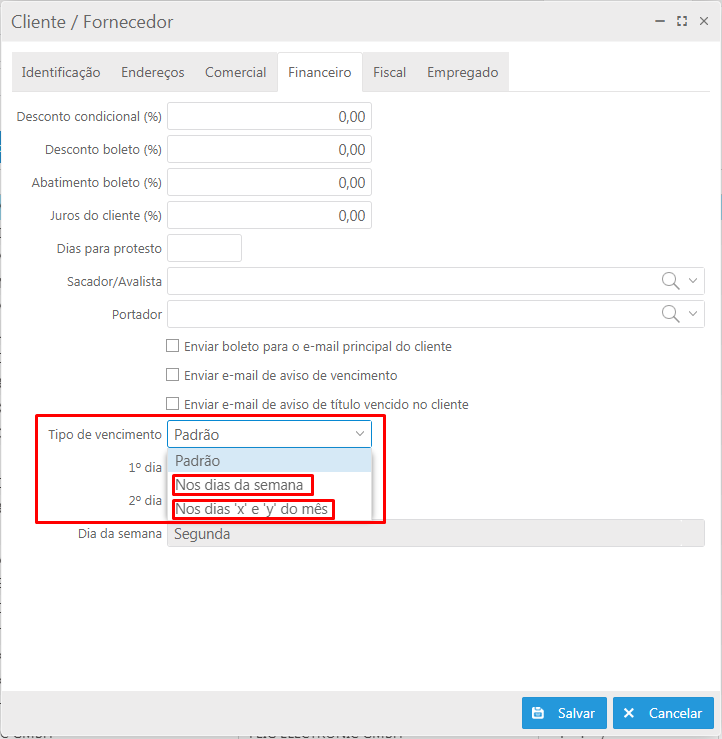 Cliente / Fornecedor
Identificação Endereços Comercial Financeiro Fiscal Empregado
Desconto condicional (%) 0,00
Desconto boleto (%) 0,00
Abatimento boleto (%) 0,00
Juros do cliente (%) 0,00
Dias para protesto
Sacador/Avalista
Portador
Enviar boleto para o e-mail principal do cliente
Enviar e-mail de aviso de vencimento
Enviar e-mail de aviso de título vencido no cliente
Tipo de vencimento Padrão
Padrão
1º dia
Nos dias da semana
2º dia
Nos dias 'x' e 'y' do mês
Dia da semana Segunda
Salvar Cancelar